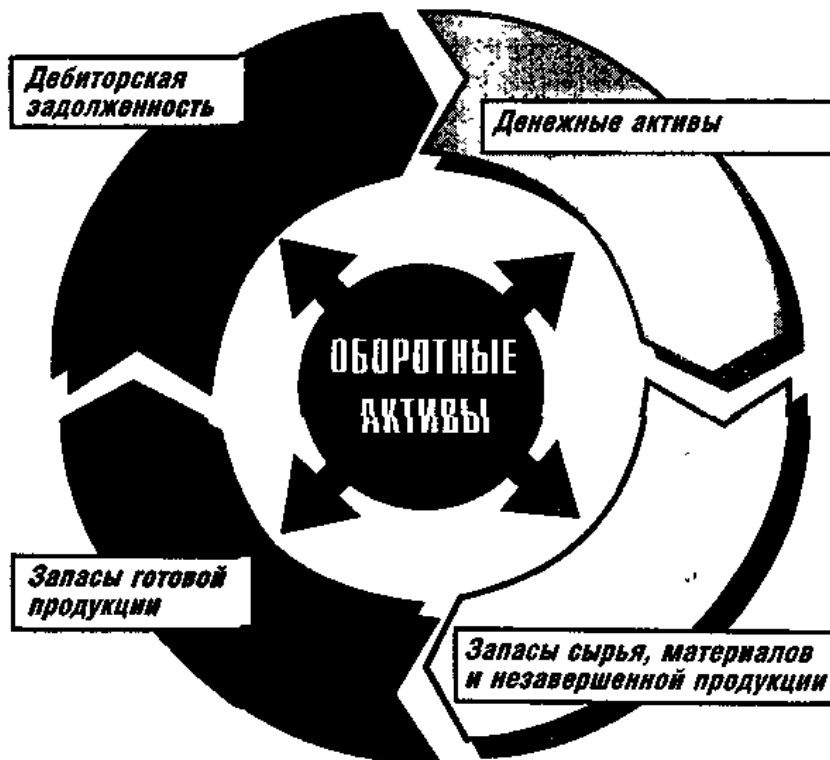 Дебиторская
задолженность
Денежные активы
ОБОРОТНЫЕ
АКТИВЫ
Запасы готовой
продукции
Запасы сырья, материалов
и незавершенной продукции